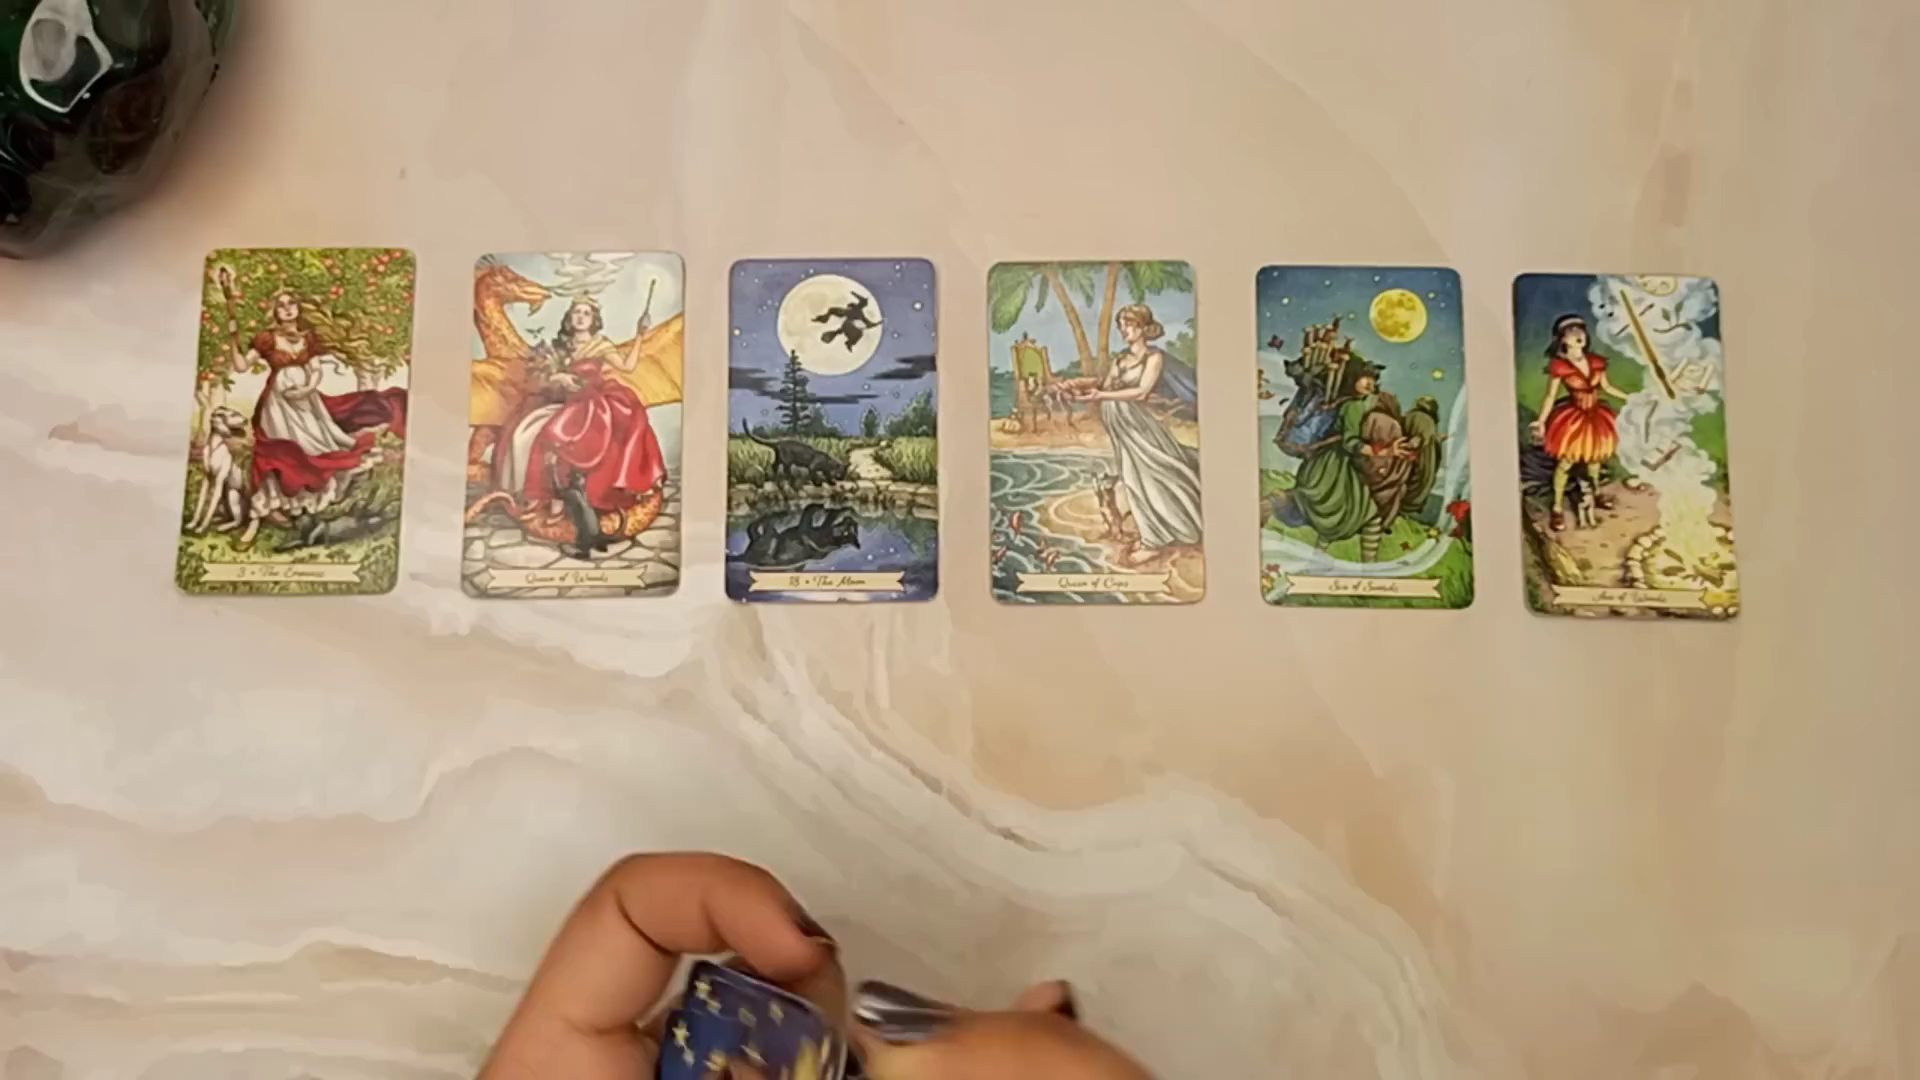 3 • The Empress
Queen of Wands
18 • The Moon
Queen of Cups
Six of Swords
Ace of Wands